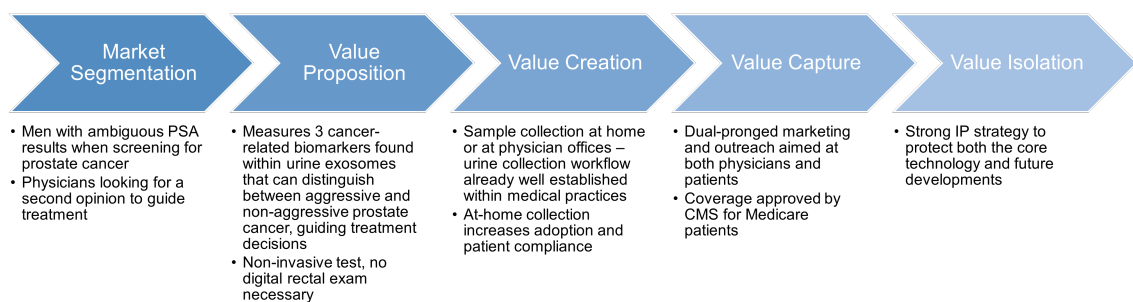 Market
Segmentation
• Men with ambiguous PSA
results when screening for
prostate cancer
• Physicians looking for a
second opinion to guide
treatment
Value
Proposition
• Measures 3 cancer-
related biomarkers found
within urine exosomes
that can distinguish
between aggressive and
non-aggressive prostate
cancer, guiding treatment
decisions
• Non-invasive test, no
digital rectal exam
necessary
Value Creation
• Sample collection at home
or at physician offices –
urine collection workflow
already well established
within medical practices
• At-home collection
increases adoption and
patient compliance
Value Capture
• Dual-pronged marketing
and outreach aimed at
both physicians and
patients
• Coverage approved by
CMS for Medicare
patients
Value Isolation
• Strong IP strategy to
protect both the core
technology and future
developments